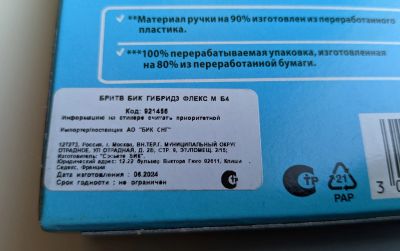 **Материал ручки на 90% изготовлен из переработанного
пластика.
***100% перерабатываемая упаковка, изготовленная
на 80% из переработанной бумаги.
БРИТВ БИК ГИБРИД3 ФЛЕКС М Б4
Код: 921456
Информацию на стикере считать приоритетной
Импортер/поставщик АО "БИК СНГ"
127273, Россия, г. Москва, ВН.ТЕР.Г. МУНИЦИПАЛЬНЫЙ ОКРУГ
ОТРАДНОЕ, УЛ ОТРАДНАЯ, Д. 2Б, СТР. 9, ЭТ./ПОМЕЩ. 2/15;
Изготовитель: "Сосьете БИК".
Юридический адрес: 12.22 бульвар Виктора Гюго 92611, Клиши
Седекс, Франция
Дата изготовления : 06.2024
Срок годности : не ограничен
21
PAP
3